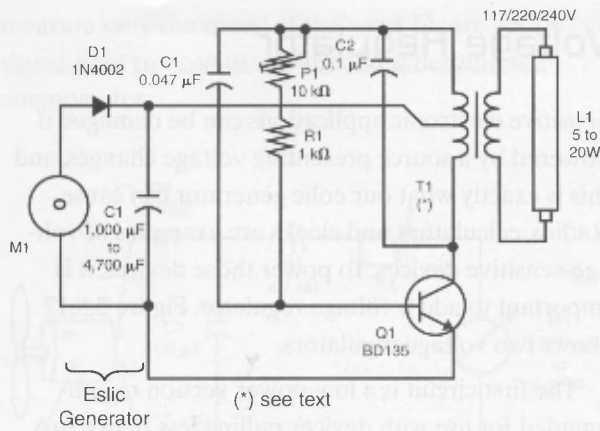 117/220/240V
D1
1N4002
C1
0.047 µF
C2
0.1 µF
P1
10 kΩ
R1
1 kΩ
L1
5 to
20W
T1
(*)
C1
1,000 µF
to
4,700 µF
M1
Q1
BD135
Eslic
Generator
(*) see text